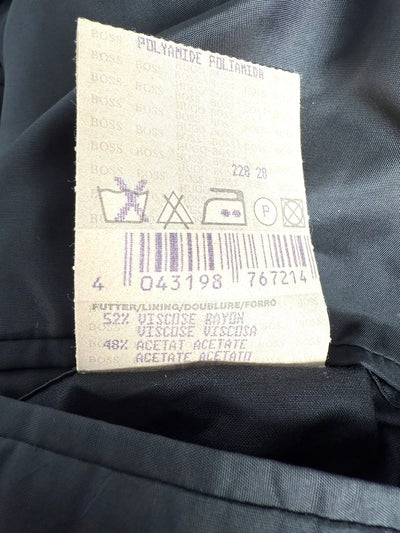 POLYAMIDE POLIAMIDA
228 28
P
4 043198 767214
FUTTER/LINING/DOUBLURE/FORRO
52% VISCOSE RAYON
VISCOSE VISCOSA
48% ACETAT ACETATE
ACETATE ACETATO